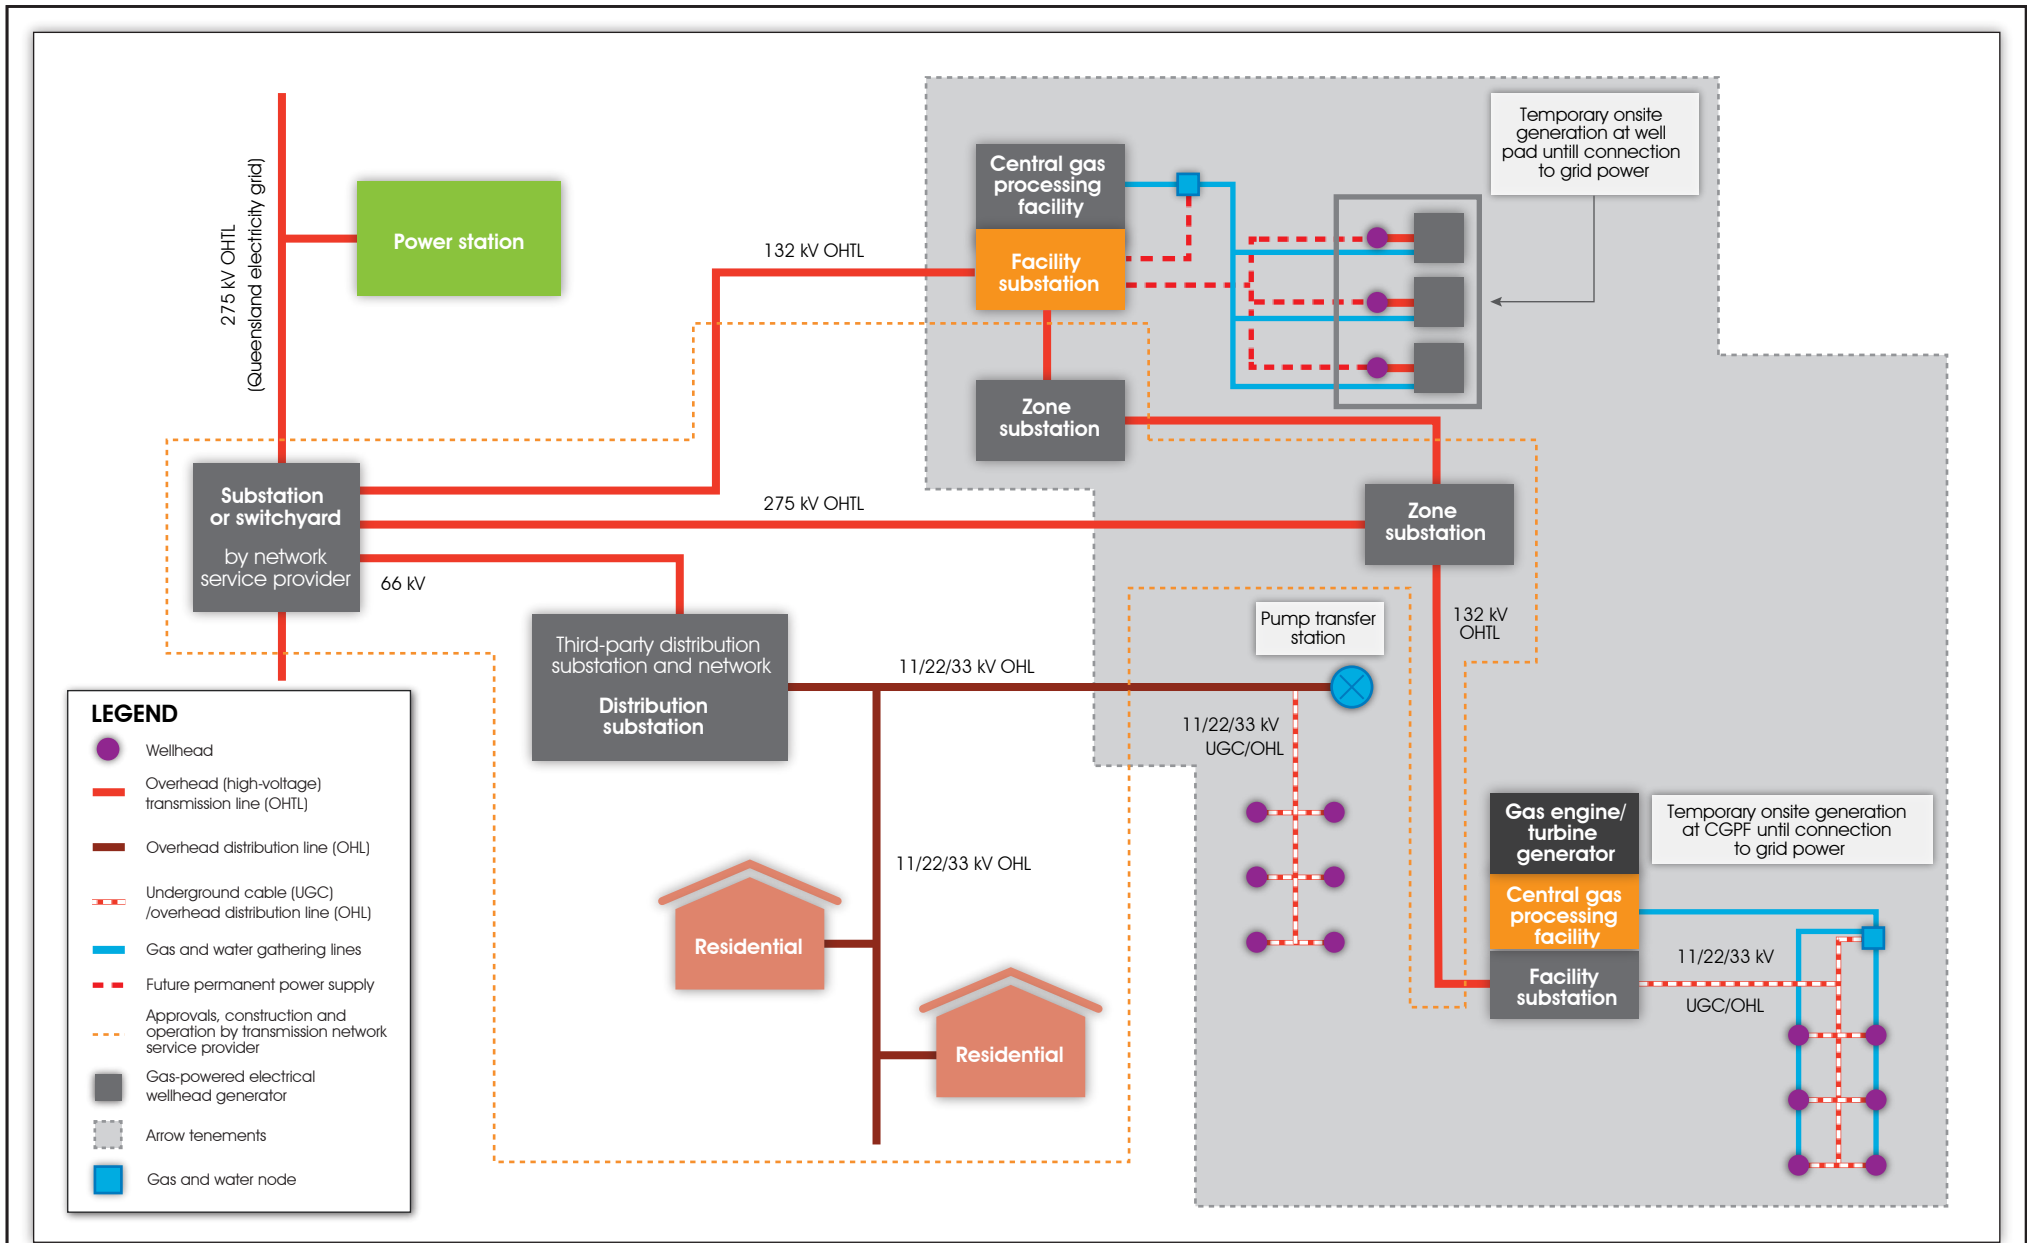 275 kV OHTL
(Queensland electricity grid)
Power station
132 kV OHTL
Central gas
processing
facility
Facility
substation
Temporary onsite
generation at well
pad untill connection
to grid power
Zone
substation
Substation
or switchyard
by network
service provider
275 kV OHTL
Zone
substation
66 kV
132 kV
OHTL
Third-party distribution
substation and network
Distribution
substation
11/22/33 kV OHL
Pump transfer
station
11/22/33 kV
UGC/OHL
11/22/33 kV OHL
Residential
Residential
Gas engine/
turbine
generator
Central gas
processing
facility
Facility
substation
Temporary onsite generation
at CGPF until connection
to grid power
11/22/33 kV
UGC/OHL
LEGEND
Wellhead
Overhead (high-voltage)
transmission line (OHTL)
Overhead distribution line (OHL)
Underground cable (UGC)
/overhead distribution line (OHL)
Gas and water gathering lines
Future permanent power supply
Approvals, construction and
operation by transmission network
service provider
Gas-powered electrical
wellhead generator
Arrow tenements
Gas and water node